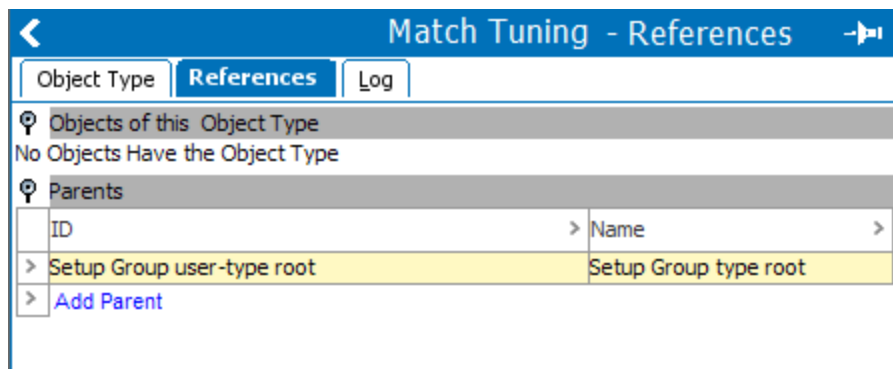 Match Tuning - References
Object Type References Log
Objects of this Object Type
No Objects Have the Object Type
Parents
ID > Name >
> Setup Group user-type root Setup Group type root
> Add Parent